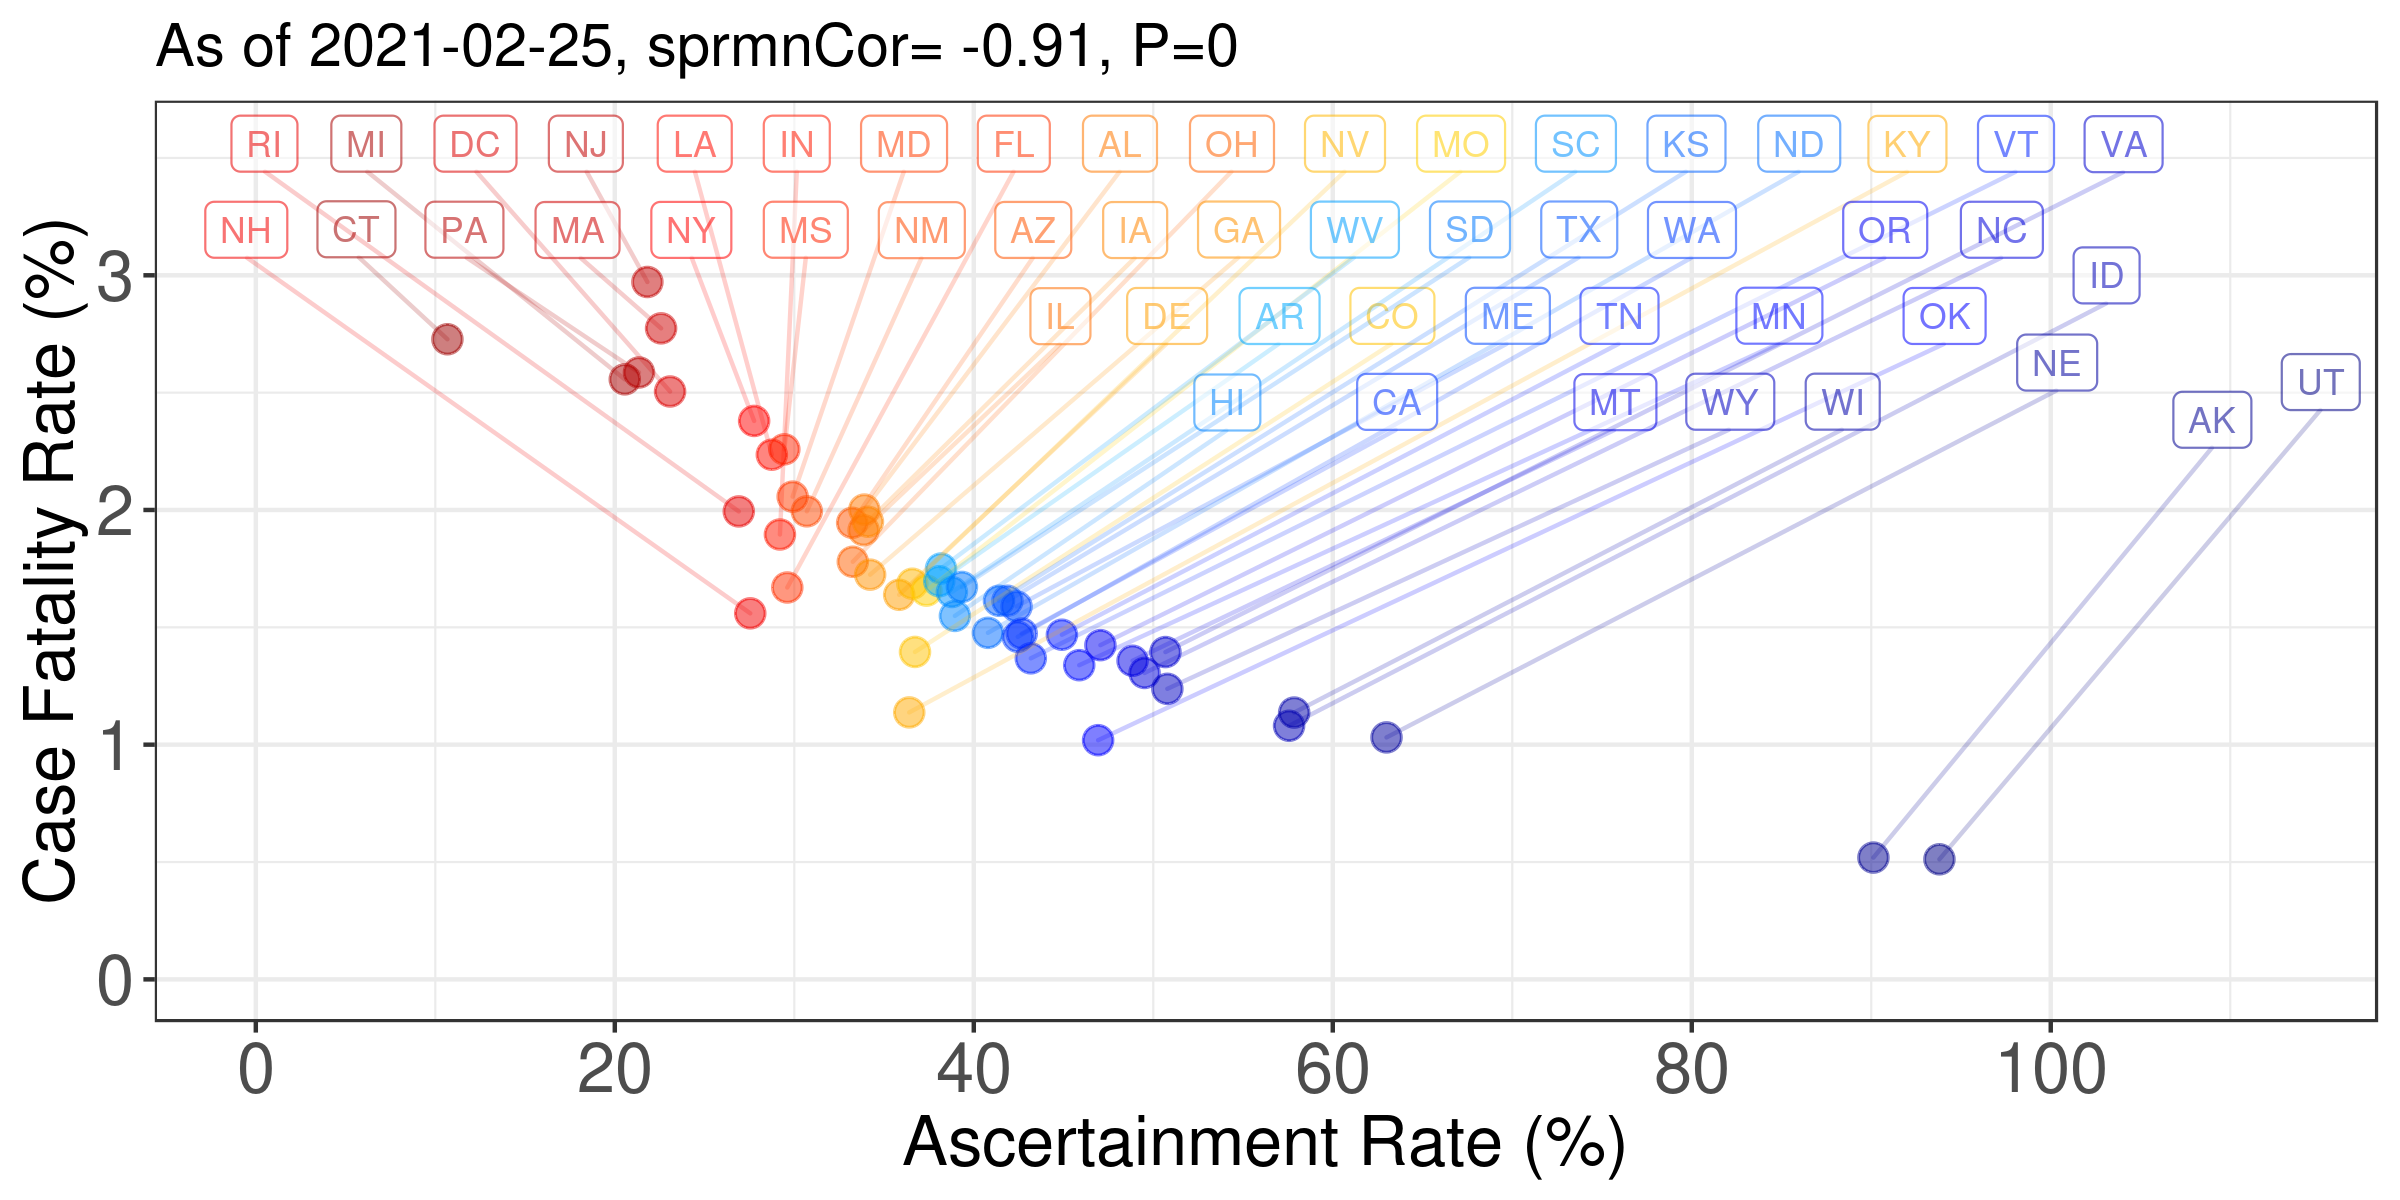 As of 2021-02-25, sprmnCor= -0.91, P=0
RI MI DC NJ LA IN MD FL AL OH NV MO SC KS ND KY VT VA
NH CT PA MA NY MS NM AZ IA GA WV SD TX WA OR NC
ID
IL DE AR CO ME TN MN OK
NE
UT
HI CA MT WY WI
AK
Case Fatality Rate (%)
3
2
1
0
0 20 40 60 80 100
Ascertainment Rate (%)